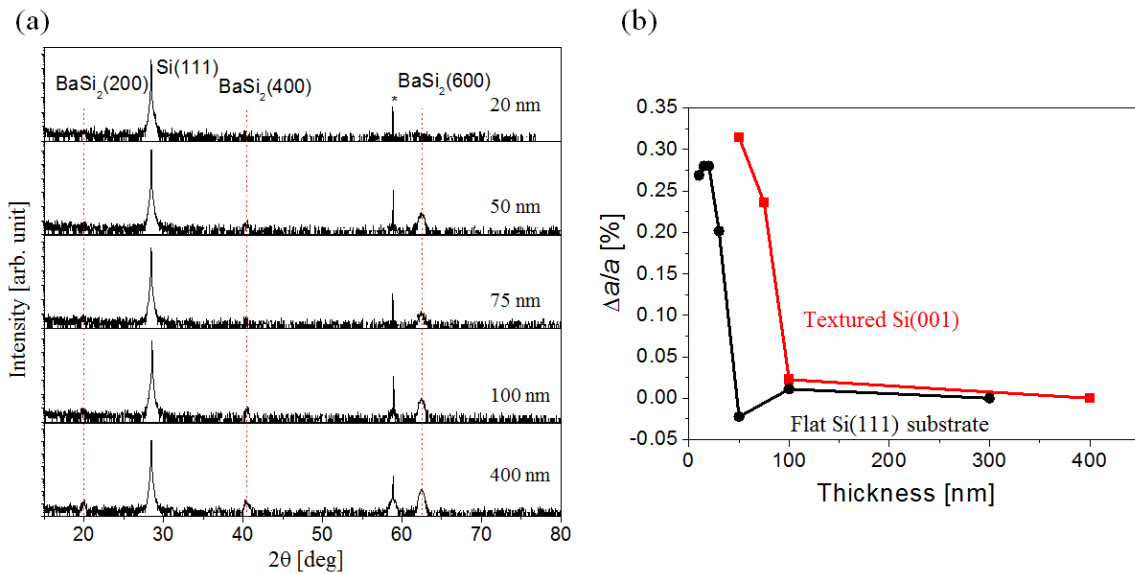 (a)
BaSi2(200)
Si(111)
BaSi2(400)
BaSi2(600)
*
20 nm
50 nm
75 nm
100 nm
400 nm
Intensity [arb. unit]
20 30 40 50 60 70 80
2θ [deg]
(b)
0.35
0.30
0.25
0.20
0.15
0.10
0.05
0.00
-0.05
Δa/a [%]
Textured Si(001)
Flat Si(111) substrate
0 100 200 300 400
Thickness [nm]